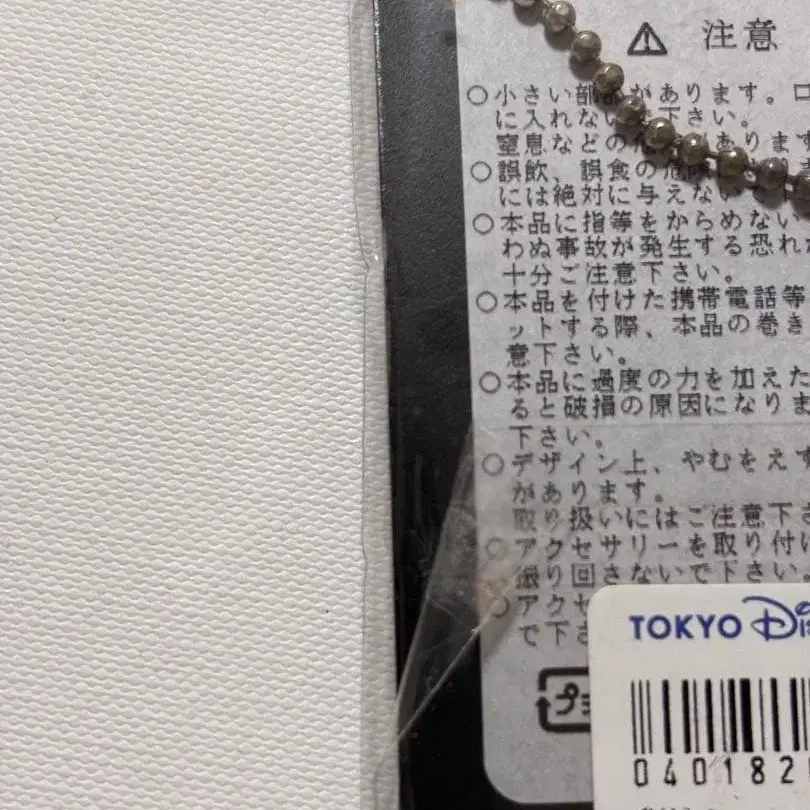 ⚠ 注意
○小さい部品があります。口
に入れないで下さい。
窒息などの危険があります
○誤飲、誤食の危険
には絶対に与えない
○本品に指等をからめない
わぬ事故が発生する恐れが
十分ご注意下さい。
○本品を付けた携帯電話等
ットする際、本品の巻き
意下さい。
○本品に過度の力を加えた
ると破損の原因になりま
下さい。
○デザイン上、やむをえず
があります。
取り扱いにはご注意下さ
○アクセサリーを取り付け
振り回さないで下さい。
○アクセ
で下さ
プラ
TOKYO Dis
040182